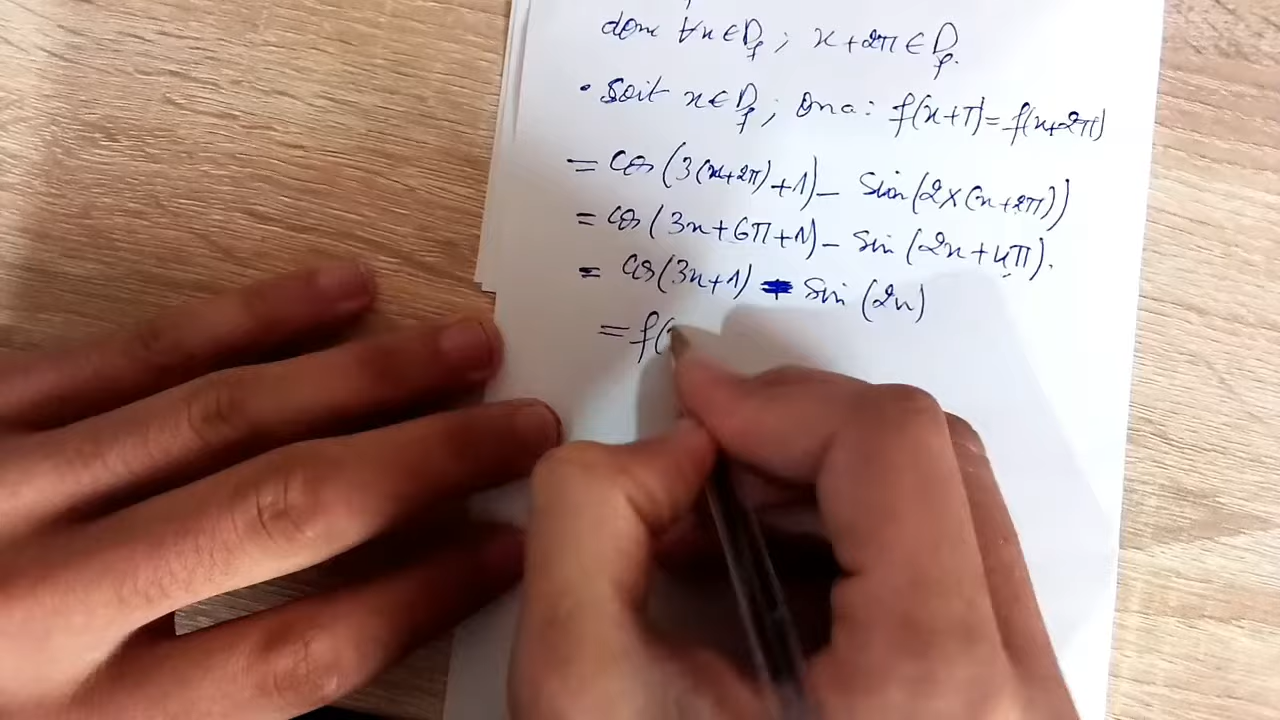 donc ∀x∈D_f ; x+2π∈D_f.
• Soit x∈D_f ; on a : f(x+T)=f(x+2π)
= cos(3(x+2π)+1)- sin(2×(x+2π))
= cos(3x+6π+1)- sin(2x+4π).
= cos(3x+1) - sin(2x)
= f(